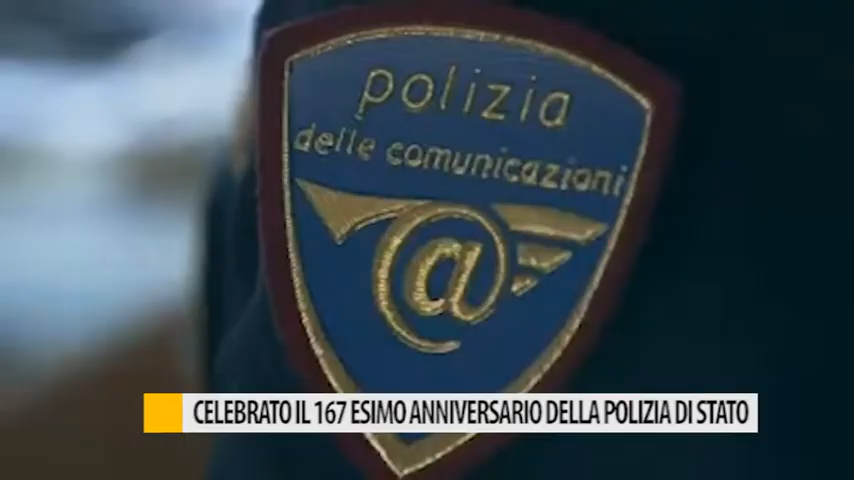 polizia
delle comunicazioni
@
CELEBRATO IL 167 ESIMO ANNIVERSARIO DELLA POLIZIA DI STATO